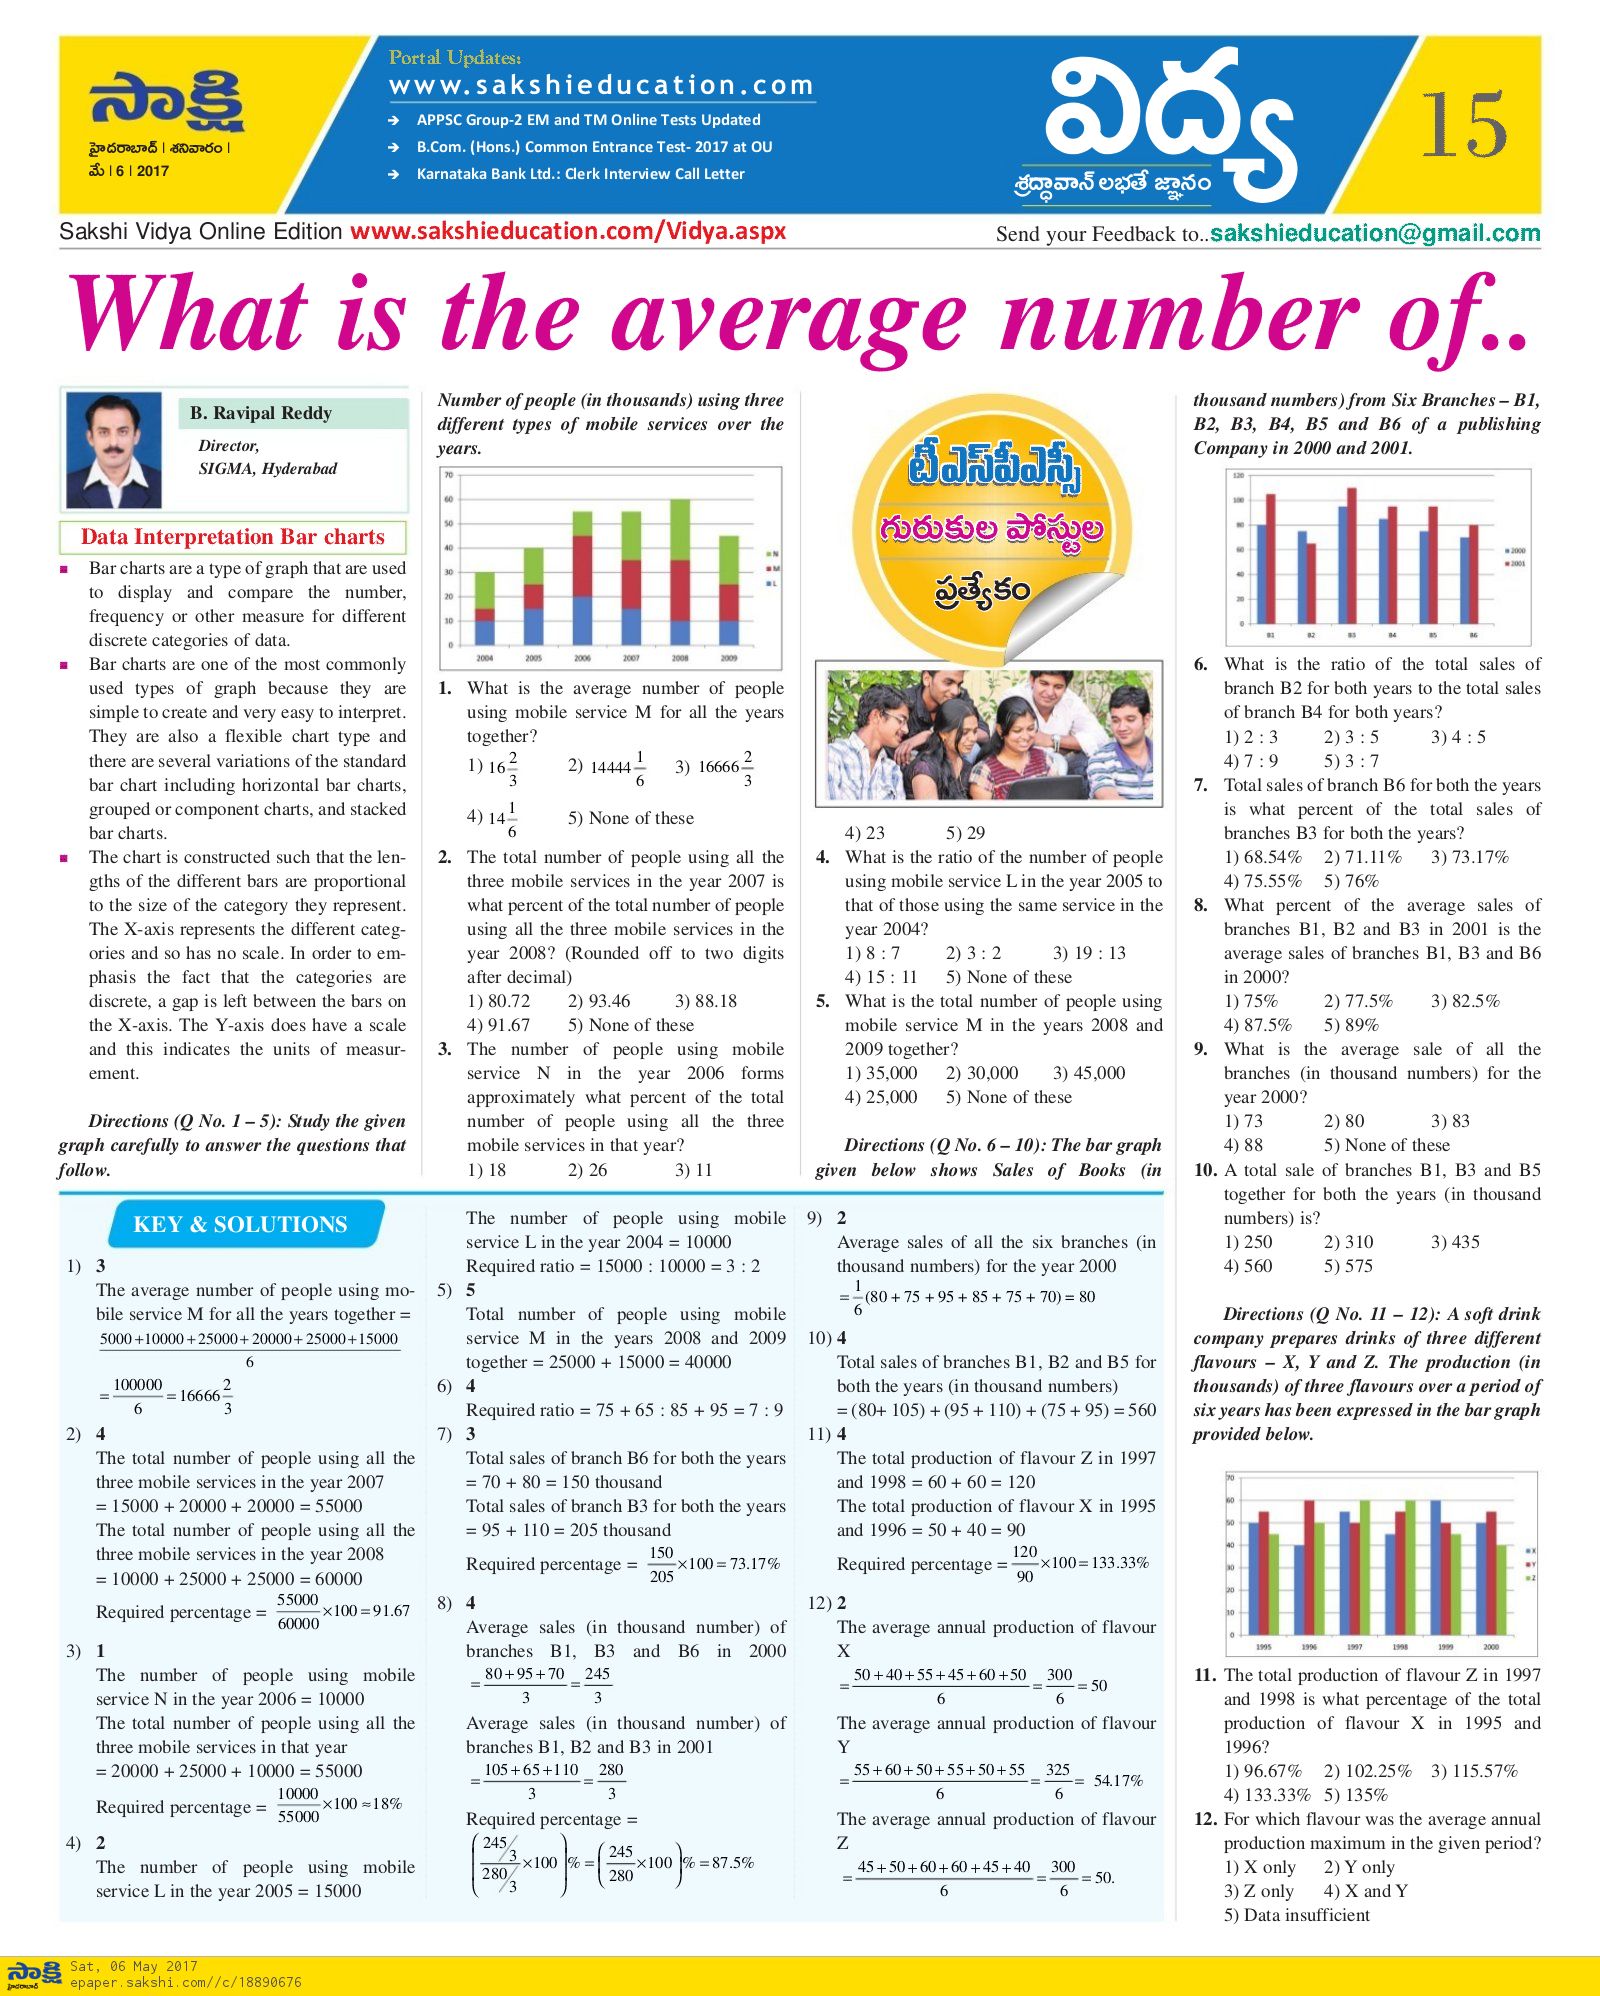 సాక్షి
హైదరాబాద్ | శనివారం |
మే | 6 | 2017
Portal Updates:
www.sakshieducation.com
→ APPSC Group-2 EM and TM Online Tests Updated
→ B.Com. (Hons.) Common Entrance Test- 2017 at OU
→ Karnataka Bank Ltd.: Clerk Interview Call Letter
విద్య
శ్రద్ధావాన్ లభతే జ్ఞానం
15
Sakshi Vidya Online Edition www.sakshieducation.com/Vidya.aspx
Send your Feedback to..sakshieducation@gmail.com
What is the average number of..
B. Ravipal Reddy
Director,
SIGMA, Hyderabad
Data Interpretation Bar charts
Bar charts are a type of graph that are used
to display and compare the number,
frequency or other measure for different
discrete categories of data.
Bar charts are one of the most commonly
used types of graph because they are
simple to create and very easy to interpret.
They are also a flexible chart type and
there are several variations of the standard
bar chart including horizontal bar charts,
grouped or component charts, and stacked
bar charts.
The chart is constructed such that the len-
gths of the different bars are proportional
to the size of the category they represent.
The X-axis represents the different categ-
ories and so has no scale. In order to em-
phasis the fact that the categories are
discrete, a gap is left between the bars on
the X-axis. The Y-axis does have a scale
and this indicates the units of measur-
ement.
Directions (Q No. 1 – 5): Study the given
graph carefully to answer the questions that
follow.
Number of people (in thousands) using three
different types of mobile services over the
years.
70
60
50
40
30
20
10
0
N
M
L
2004 2005 2006 2007 2008 2009
1. What is the average number of people
using mobile service M for all the years
together?
1) 16 2/3 2) 14444 1/6 3) 16666 2/3
4) 14 1/6 5) None of these
2. The total number of people using all the
three mobile services in the year 2007 is
what percent of the total number of people
using all the three mobile services in the
year 2008? (Rounded off to two digits
after decimal)
1) 80.72 2) 93.46 3) 88.18
4) 91.67 5) None of these
3. The number of people using mobile
service N in the year 2006 forms
approximately what percent of the total
number of people using all the three
mobile services in that year?
1) 18 2) 26 3) 11
టీఎస్‌పీఎస్సీ
గురుకుల పోస్టుల
ప్రత్యేకం
4) 23 5) 29
4. What is the ratio of the number of people
using mobile service L in the year 2005 to
that of those using the same service in the
year 2004?
1) 8 : 7 2) 3 : 2 3) 19 : 13
4) 15 : 11 5) None of these
5. What is the total number of people using
mobile service M in the years 2008 and
2009 together?
1) 35,000 2) 30,000 3) 45,000
4) 25,000 5) None of these
Directions (Q No. 6 – 10): The bar graph
given below shows Sales of Books (in
thousand numbers) from Six Branches – B1,
B2, B3, B4, B5 and B6 of a publishing
Company in 2000 and 2001.
120
100
80
60
40
20
0
2000
2001
B1 B2 B3 B4 B5 B6
6. What is the ratio of the total sales of
branch B2 for both years to the total sales
of branch B4 for both years?
1) 2 : 3 2) 3 : 5 3) 4 : 5
4) 7 : 9 5) 3 : 7
7. Total sales of branch B6 for both the years
is what percent of the total sales of
branches B3 for both the years?
1) 68.54% 2) 71.11% 3) 73.17%
4) 75.55% 5) 76%
8. What percent of the average sales of
branches B1, B2 and B3 in 2001 is the
average sales of branches B1, B3 and B6
in 2000?
1) 75% 2) 77.5% 3) 82.5%
4) 87.5% 5) 89%
9. What is the average sale of all the
branches (in thousand numbers) for the
year 2000?
1) 73 2) 80 3) 83
4) 88 5) None of these
10. A total sale of branches B1, B3 and B5
together for both the years (in thousand
numbers) is?
1) 250 2) 310 3) 435
4) 560 5) 575
Directions (Q No. 11 – 12): A soft drink
company prepares drinks of three different
flavours – X, Y and Z. The production (in
thousands) of three flavours over a period of
six years has been expressed in the bar graph
provided below.
70
60
50
40
30
20
10
0
X
Y
Z
1995 1996 1997 1998 1999 2000
11. The total production of flavour Z in 1997
and 1998 is what percentage of the total
production of flavour X in 1995 and
1996?
1) 96.67% 2) 102.25% 3) 115.57%
4) 133.33% 5) 135%
12. For which flavour was the average annual
production maximum in the given period?
1) X only 2) Y only
3) Z only 4) X and Y
5) Data insufficient
KEY & SOLUTIONS
1) 3
The average number of people using mo-
bile service M for all the years together =
5000+10000+25000+20000+25000+15000
6
= 100000/6 = 16666 2/3
2) 4
The total number of people using all the
three mobile services in the year 2007
= 15000 + 20000 + 20000 = 55000
The total number of people using all the
three mobile services in the year 2008
= 10000 + 25000 + 25000 = 60000
Required percentage = 55000/60000 ×100=91.67
3) 1
The number of people using mobile
service N in the year 2006 = 10000
The total number of people using all the
three mobile services in that year
= 20000 + 25000 + 10000 = 55000
Required percentage = 10000/55000 ×100 ≈18%
4) 2
The number of people using mobile
service L in the year 2005 = 15000
The number of people using mobile
service L in the year 2004 = 10000
Required ratio = 15000 : 10000 = 3 : 2
5) 5
Total number of people using mobile
service M in the years 2008 and 2009
together = 25000 + 15000 = 40000
6) 4
Required ratio = 75 + 65 : 85 + 95 = 7 : 9
7) 3
Total sales of branch B6 for both the years
= 70 + 80 = 150 thousand
Total sales of branch B3 for both the years
= 95 + 110 = 205 thousand
Required percentage = 150/205 ×100=73.17%
8) 4
Average sales (in thousand number) of
branches B1, B3 and B6 in 2000
= 80+95+70/3 = 245/3
Average sales (in thousand number) of
branches B1, B2 and B3 in 2001
= 105+65+110/3 = 280/3
Required percentage =
(245/3 / 280/3 ×100)% = (245/280 ×100)% = 87.5%
9) 2
Average sales of all the six branches (in
thousand numbers) for the year 2000
= 1/6 (80 + 75 + 95 + 85 + 75 + 70) = 80
10) 4
Total sales of branches B1, B2 and B5 for
both the years (in thousand numbers)
= (80+ 105) + (95 + 110) + (75 + 95) = 560
11) 4
The total production of flavour Z in 1997
and 1998 = 60 + 60 = 120
The total production of flavour X in 1995
and 1996 = 50 + 40 = 90
Required percentage = 120/90 ×100=133.33%
12) 2
The average annual production of flavour
X
= 50+40+55+45+60+50/6 = 300/6 = 50
The average annual production of flavour
Y
= 55+60+50+55+50+55/6 = 325/6 = 54.17%
The average annual production of flavour
Z
= 45+50+60+60+45+40/6 = 300/6 = 50.
సాక్షి
హైదరాబాద్
Sat, 06 May 2017
epaper.sakshi.com//c/18890676